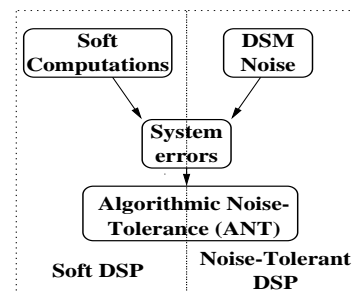 Soft
Computations
DSM
Noise
System
errors
Algorithmic Noise-
Tolerance (ANT)
Soft DSP
Noise-Tolerant
DSP